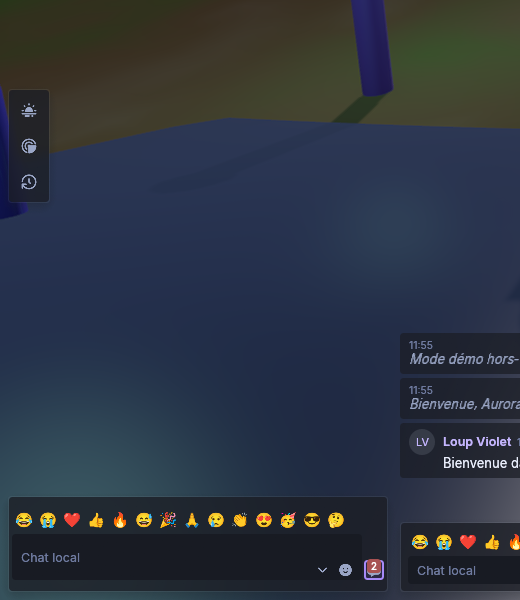 11:55
Mode démo hors-
11:55
Bienvenue, Aurora
LV Loup Violet
Bienvenue da
Chat local
2
Chat local